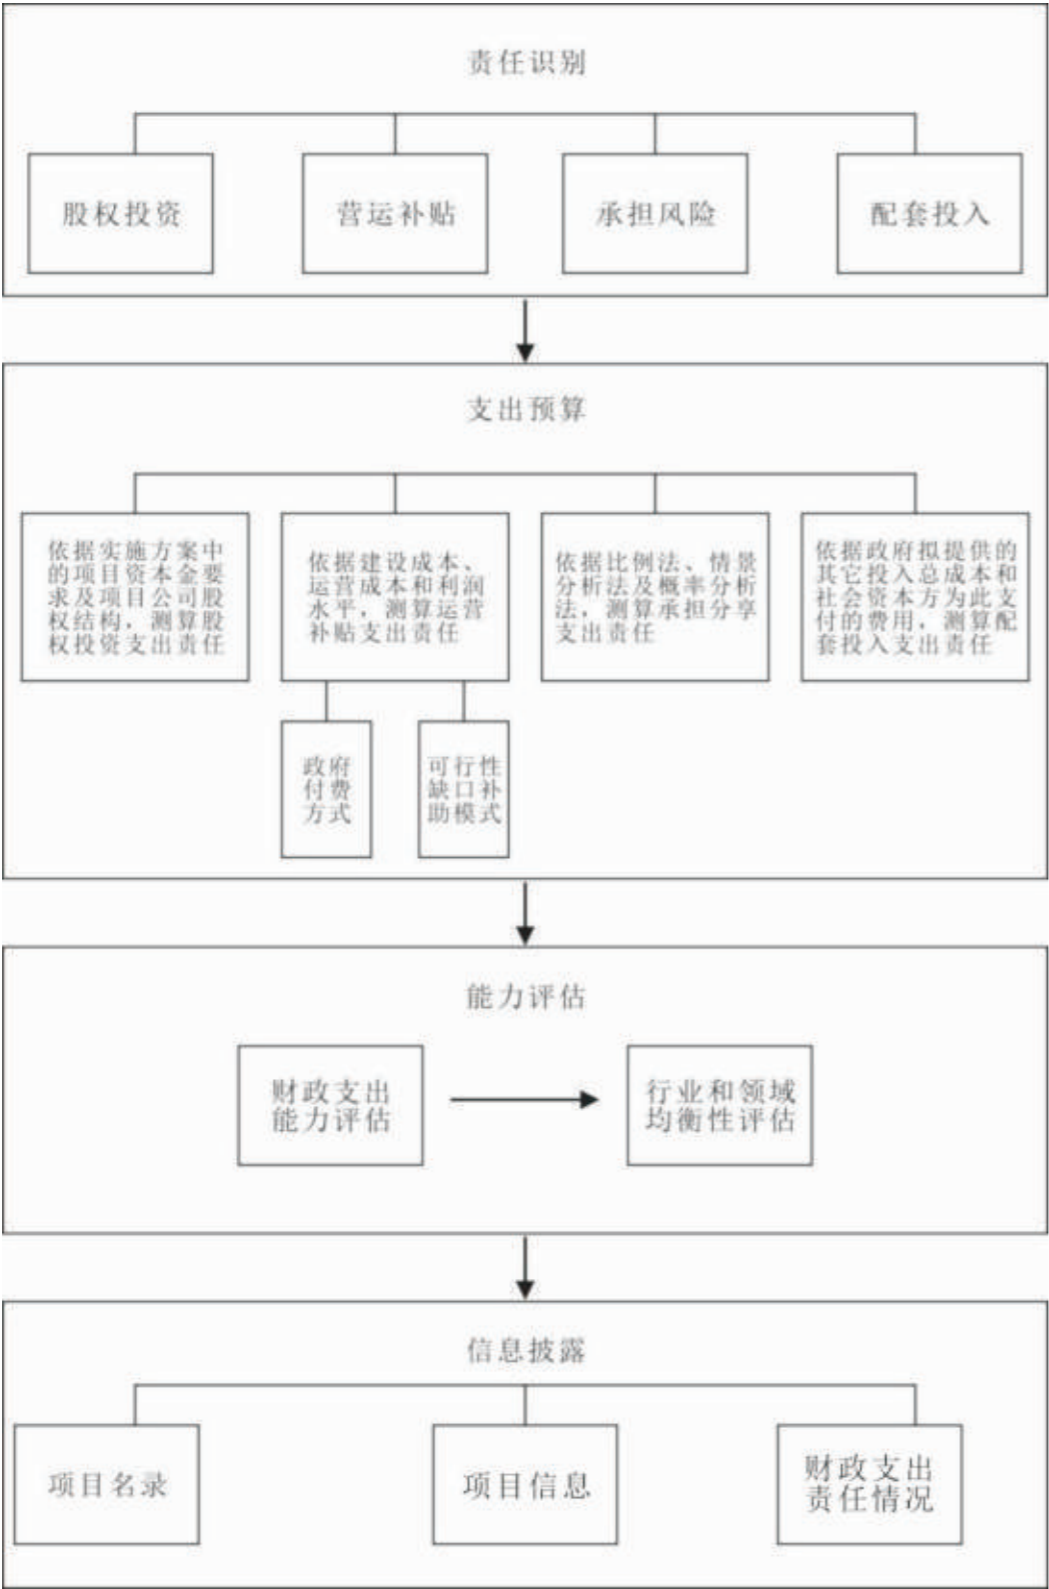 责任识别
股权投资
营运补贴
承担风险
配套投入
支出预算
依据实施方案中
的项目资本金要
求及项目公司股
权结构，测算股
权投资支出责任
依据建设成本、
运营成本和利润
水平，测算运营
补贴支出责任
依据比例法、情景
分析法及概率分析
法，测算承担分享
支出责任
依据政府拟提供的
其它投入总成本和
社会资本方为此支
付的费用，测算配
套投入支出责任
政府
付费
方式
可行性
缺口补
助模式
能力评估
财政支出
能力评估
行业和领域
均衡性评估
信息披露
项目名录
项目信息
财政支出
责任情况